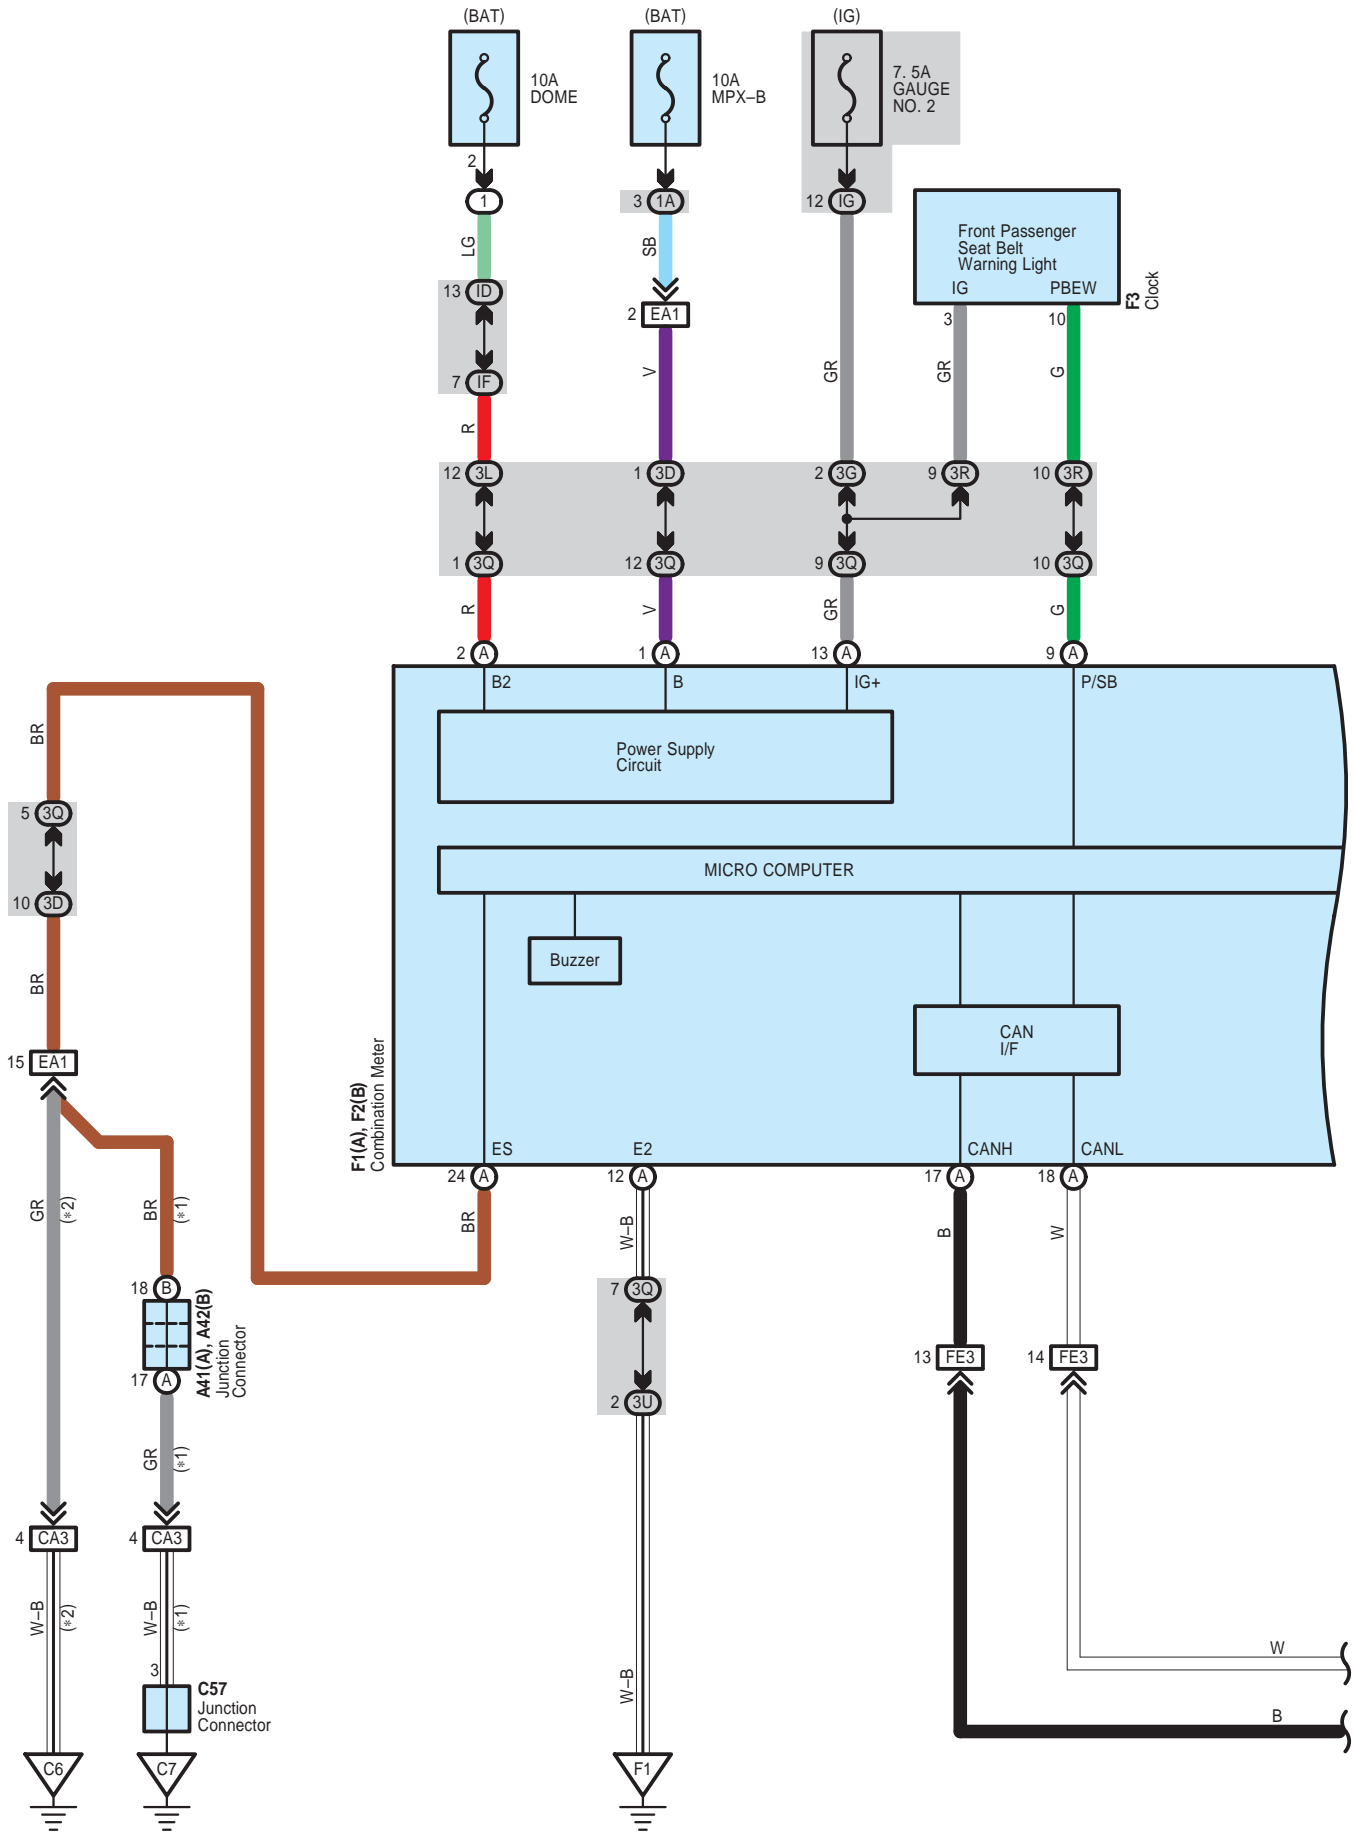 (BAT)
(BAT)
(IG)
10A
DOME
10A
MPX–B
7. 5A
GAUGE
NO. 2
2
1
3 1A
12 IG
LG
SB
Front Passenger
Seat Belt
Warning Light
IG
PBEW
F3
Clock
13 ID
2 EA1
3
10
7 IF
V
GR
GR
G
R
12 3L
1 3D
2 3G
9 3R
10 3R
1 3Q
12 3Q
9 3Q
10 3Q
R
V
GR
G
2 A
1 A
13 A
9 A
B2
B
IG+
P/SB
Power Supply
Circuit
BR
5 3Q
10 3D
MICRO COMPUTER
Buzzer
BR
CAN
I/F
15 EA1
F1(A), F2(B)
Combination Meter
ES
E2
CANH
CANL
24 A
12 A
17 A
18 A
GR
(*2)
BR
(*1)
BR
W–B
B
W
18 B
7 3Q
A41(A), A42(B)
Junction
Connector
13 FE3
14 FE3
17 A
2 3U
GR
(*1)
4 CA3
4 CA3
W–B
(*2)
W–B
(*1)
W
3
C57
Junction
Connector
W–B
B
C6
C7
F1